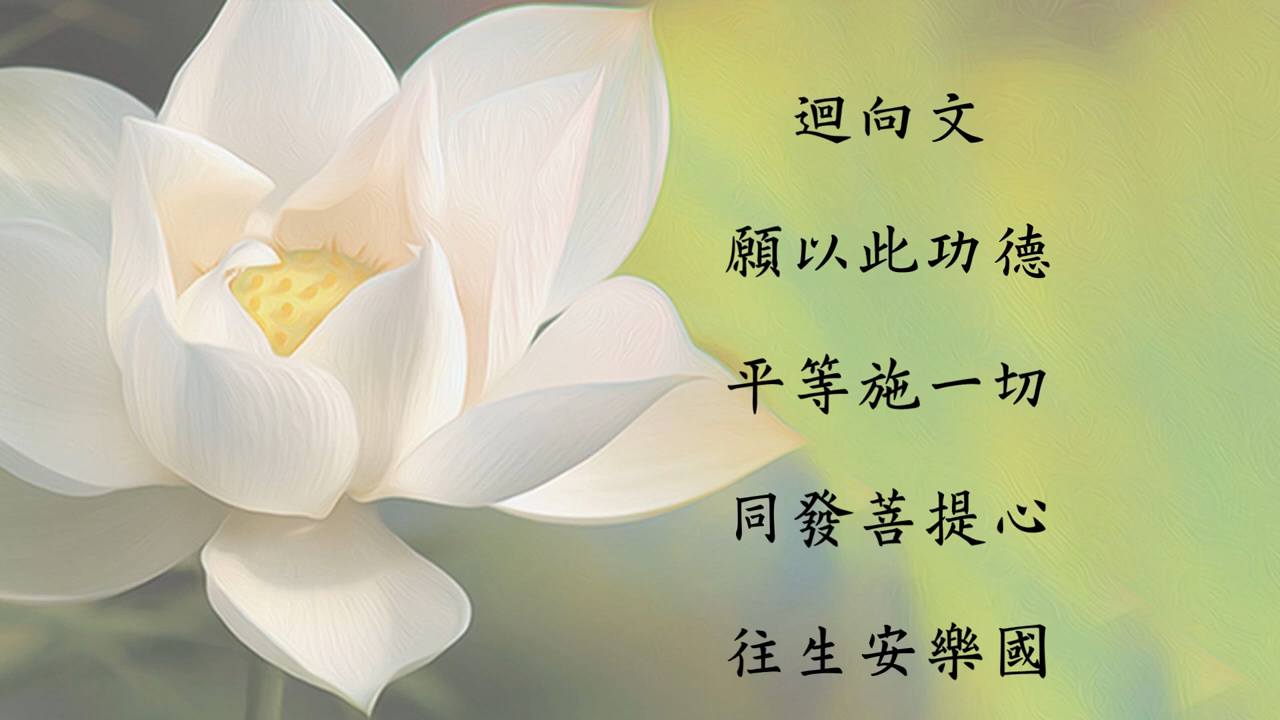 迴向文
願以此功德
平等施一切
同發菩提心
往生安樂國